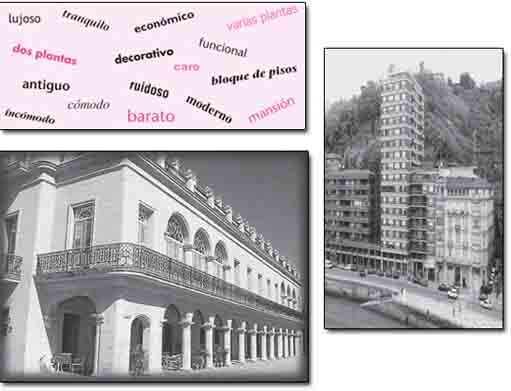 lujoso
tranquilo
económico
varias plantas
dos plantas
decorativo
funcional
caro
bloque de pisos
antiguo
ruidoso
cómodo
moderno
mansión
incómodo
barato